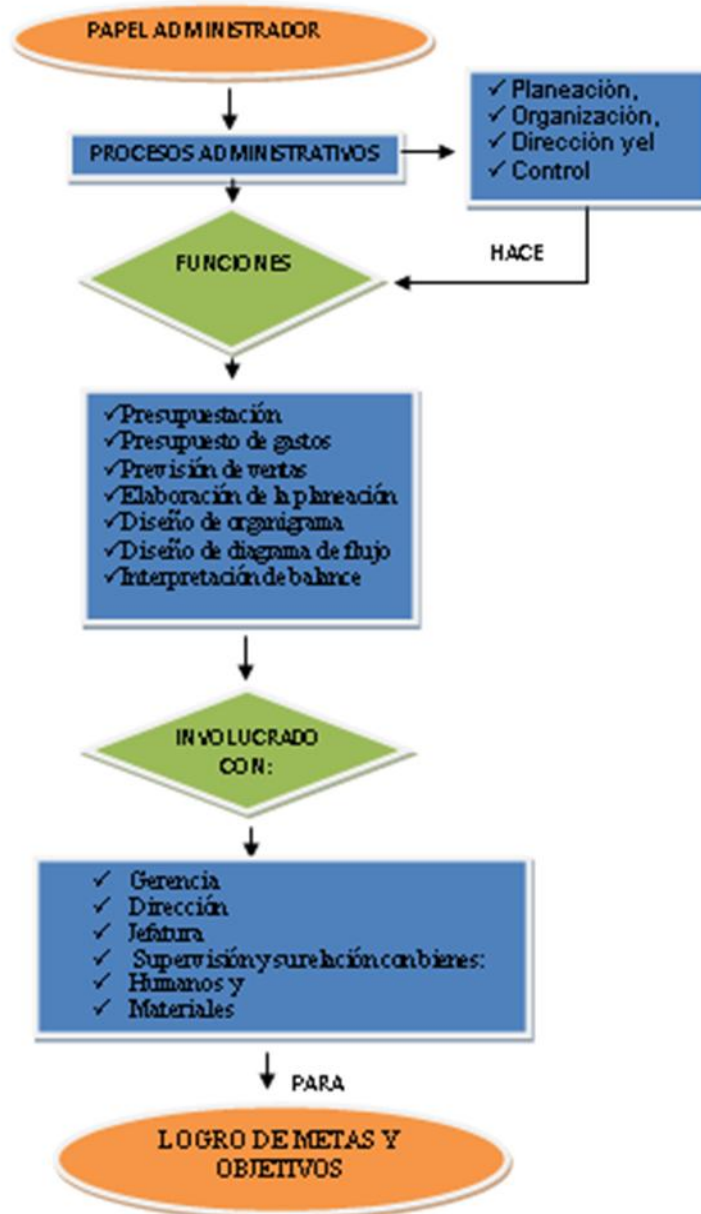 PAPEL ADMINISTRADOR
PROCESOS ADMINISTRATIVOS
✓ Planeación,
✓ Organización,
✓ Dirección yel
✓ Control
HACE
FUNCIONES
✓Presupuestación
✓Presupuesto de gastos
✓Previsión de ventas
✓Elaboración de la planeación
✓Diseño de organigrama
✓Diseño de diagrama de flujo
✓Interpretación de balance
INVOLUCRADO
CON:
✓ Gerencia
✓ Dirección
✓ Jefatura
✓ Supervisión y su relación con bienes:
✓ Humanos y
✓ Materiales
PARA
LOGRO DE METAS Y
OBJETIVOS